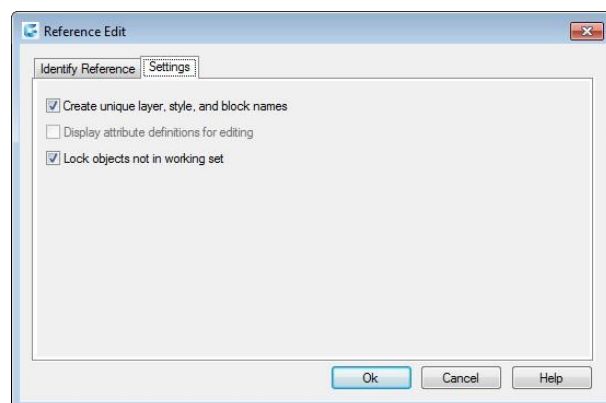 Reference Edit
Identify Reference Settings
Create unique layer, style, and block names
Display attribute definitions for editing
Lock objects not in working set
Ok Cancel Help